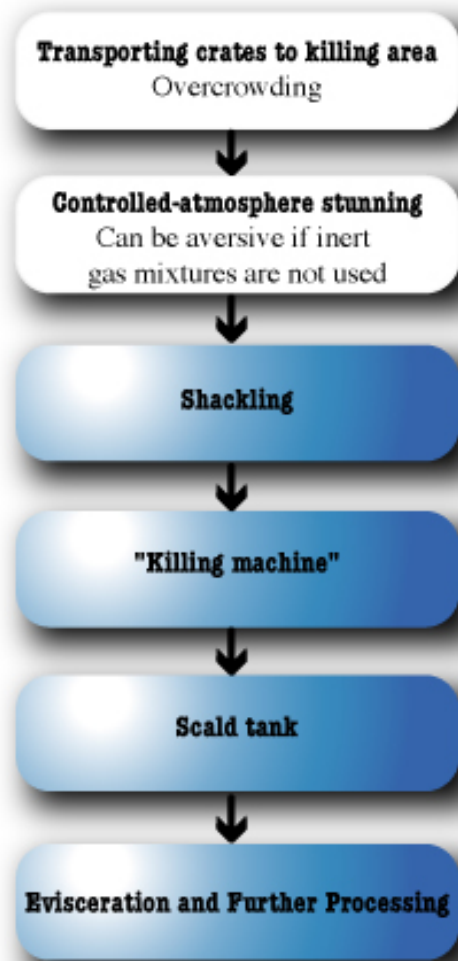 Transporting crates to killing area
Overcrowding
Controlled-atmosphere stunning
Can be aversive if inert
gas mixtures are not used
Shackling
"Killing machine"
Scald tank
Evisceration and Further Processing